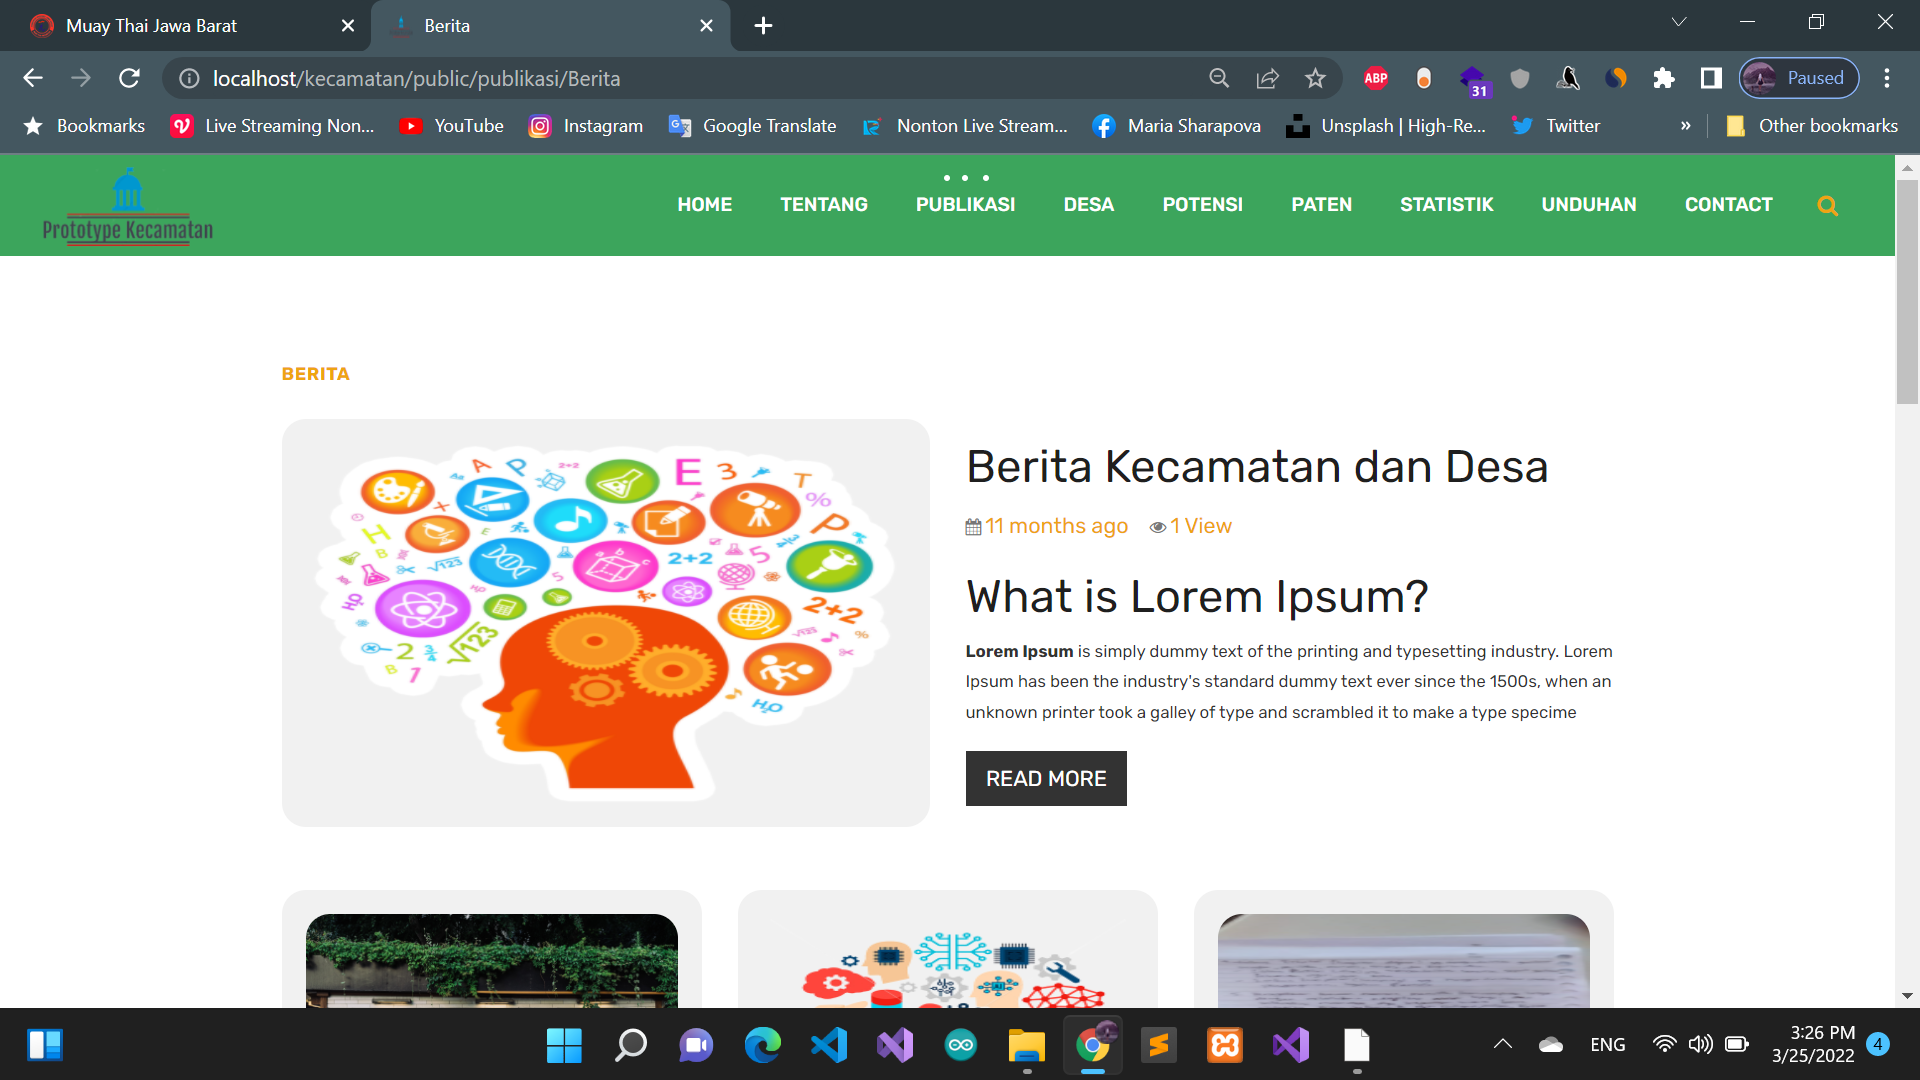 Muay Thai Jawa Barat
Berita
localhost/kecamatan/public/publikasi/Berita
ABP
31
Paused
Bookmarks
Live Streaming Non...
YouTube
Instagram
Google Translate
Nonton Live Stream...
Maria Sharapova
Unsplash | High-Re...
Twitter
»
Other bookmarks
Prototype Kecamatan
HOME
TENTANG
PUBLIKASI
DESA
POTENSI
PATEN
STATISTIK
UNDUHAN
CONTACT
BERITA
Berita Kecamatan dan Desa
11 months ago
1 View
What is Lorem Ipsum?
Lorem Ipsum is simply dummy text of the printing and typesetting industry. Lorem
Ipsum has been the industry's standard dummy text ever since the 1500s, when an
unknown printer took a galley of type and scrambled it to make a type specime
READ MORE
ENG
3:26 PM
3/25/2022
4